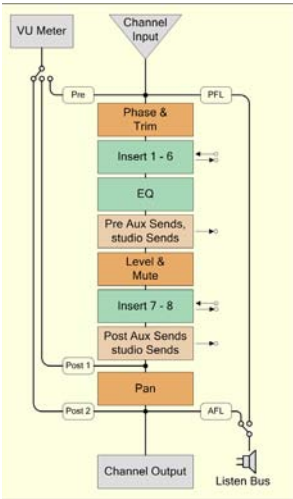 VU Meter
Channel
Input
Pre
PFL
Phase &
Trim
Insert 1 - 6
EQ
Pre Aux Sends,
studio Sends
Level &
Mute
Insert 7 - 8
Post Aux Sends
studio Sends
Post 1
Pan
Post 2
AFL
Channel Output
Listen Bus